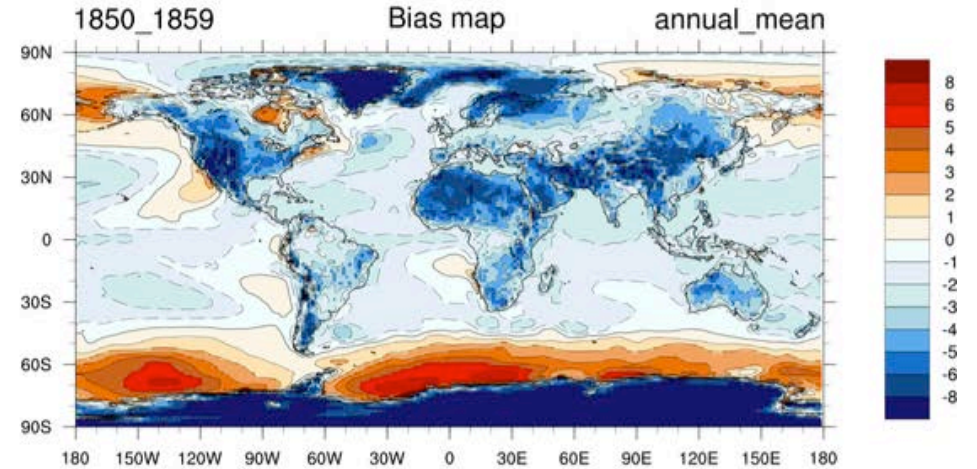 1850_1859 Bias map annual_mean
90N
60N
30N
0
30S
60S
90S
180 150W 120W 90W 60W 30W 0 30E 60E 90E 120E 150E 180
8
6
5
4
3
2
1
0
-1
-2
-3
-4
-5
-6
-8